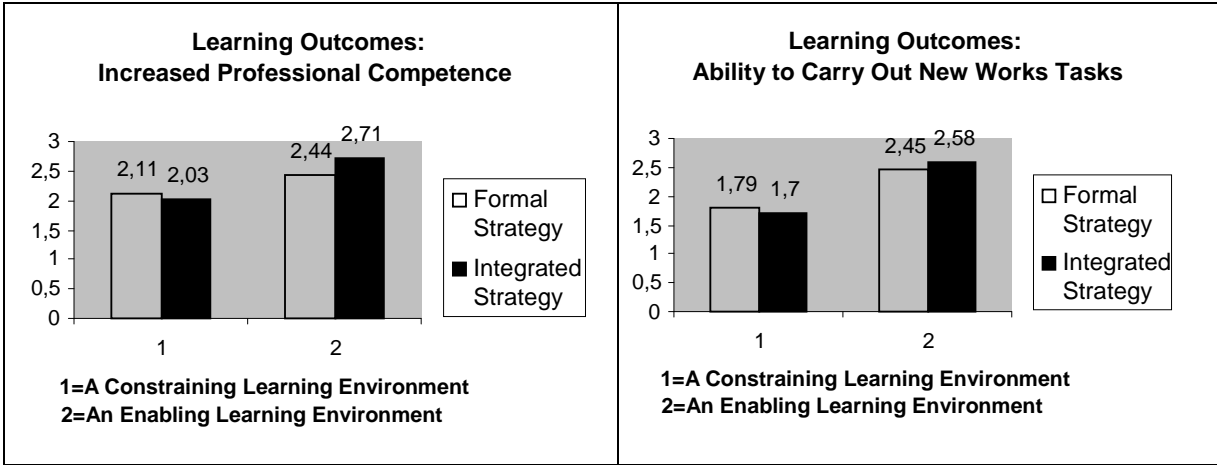 Learning Outcomes:
Increased Professional Competence
3
2,5
2
1,5
1
0,5
0
2,11
2,03
2,44
2,71
1
2
Formal
Strategy
Integrated
Strategy
1=A Constraining Learning Environment
2=An Enabling Learning Environment
Learning Outcomes:
Ability to Carry Out New Works Tasks
3
2,5
2
1,5
1
0,5
0
1,79
1,7
2,45
2,58
1
2
Formal
Strategy
Integrated
Strategy
1=A Constraining Learning Environment
2=An Enabling Learning Environment